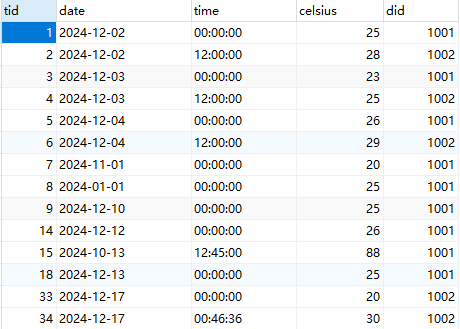 tid date time celsius did
1 2024-12-02 00:00:00 25 1001
2 2024-12-02 12:00:00 28 1002
3 2024-12-03 00:00:00 23 1001
4 2024-12-03 12:00:00 25 1002
5 2024-12-04 00:00:00 26 1001
6 2024-12-04 12:00:00 29 1002
7 2024-11-01 00:00:00 20 1001
8 2024-01-01 00:00:00 25 1001
9 2024-12-10 00:00:00 25 1001
14 2024-12-12 00:00:00 26 1001
15 2024-10-13 12:45:00 88 1001
18 2024-12-13 00:00:00 25 1001
33 2024-12-17 00:00:00 20 1002
34 2024-12-17 00:46:36 30 1002